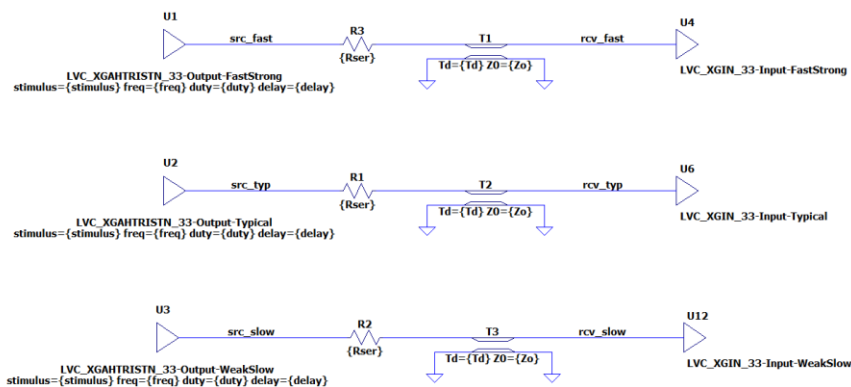 U1
R3
T1
U4
src_fast
rcv_fast
{Rser}
Td={Td} Z0={Zo}
LVC_XGAHTRISTN_33-Output-FastStrong
stimulus={stimulus} freq={freq} duty={duty} delay={delay}
LVC_XGIN_33-Input-FastStrong
U2
R1
T2
U6
src_typ
rcv_typ
{Rser}
Td={Td} Z0={Zo}
LVC_XGAHTRISTN_33-Output-Typical
stimulus={stimulus} freq={freq} duty={duty} delay={delay}
LVC_XGIN_33-Input-Typical
U3
R2
T3
U12
src_slow
rcv_slow
{Rser}
Td={Td} Z0={Zo}
LVC_XGAHTRISTN_33-Output-WeakSlow
stimulus={stimulus} freq={freq} duty={duty} delay={delay}
LVC_XGIN_33-Input-WeakSlow